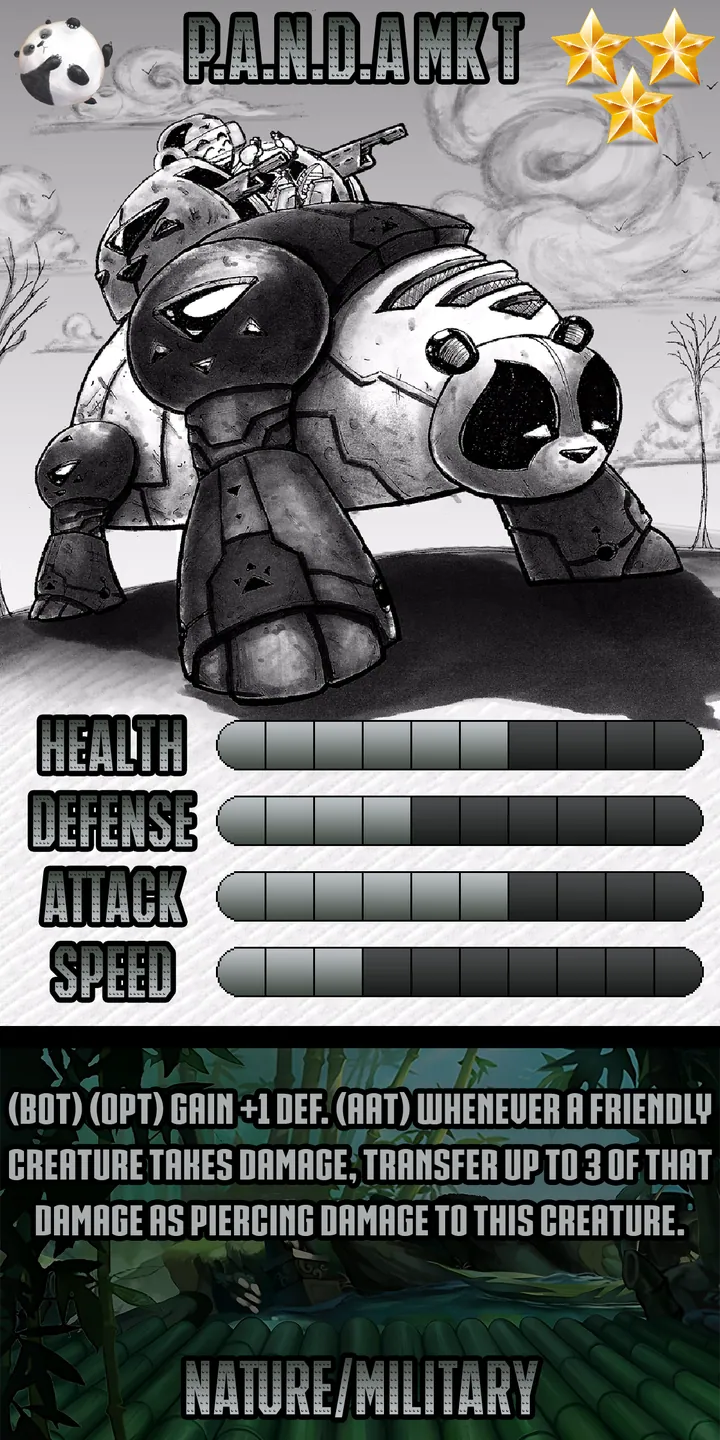 P.A.N.D.A MK T
HEALTH
DEFENSE
ATTACK
SPEED
(BOT) (OPT) GAIN +1 DEF. (AAT) WHENEVER A FRIENDLY
CREATURE TAKES DAMAGE, TRANSFER UP TO 3 OF THAT
DAMAGE AS PIERCING DAMAGE TO THIS CREATURE.
NATURE/MILITARY